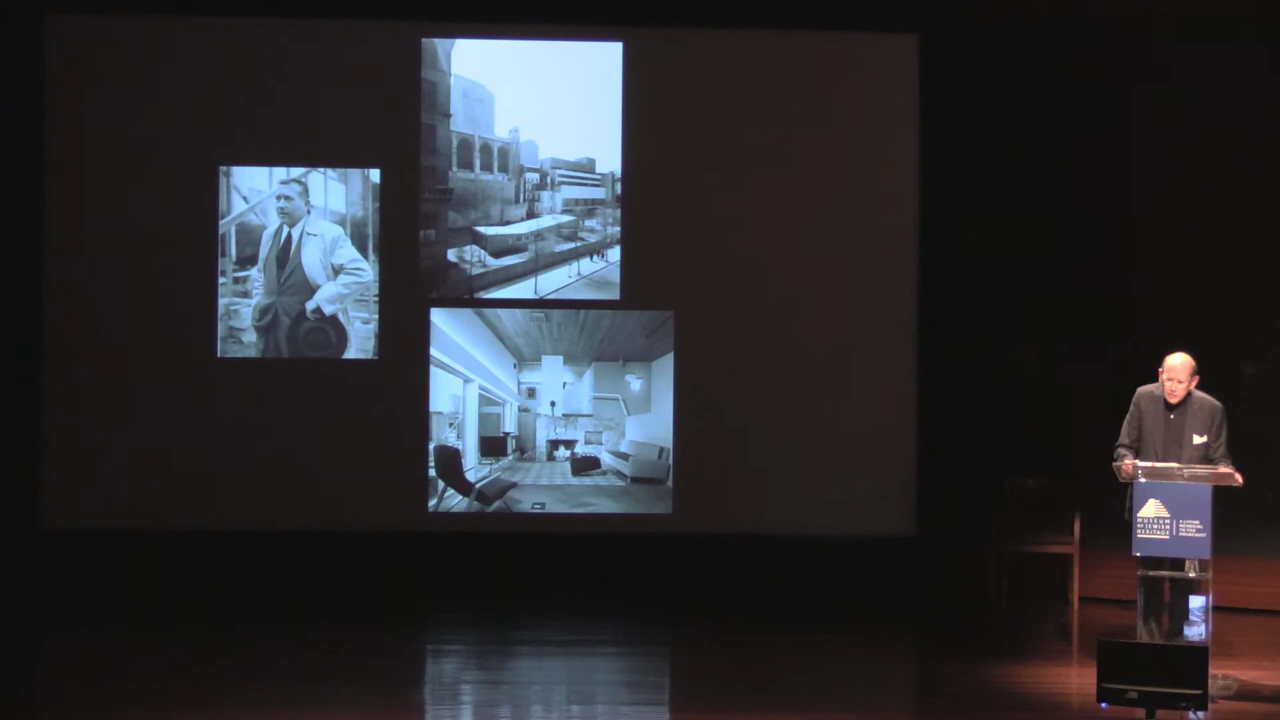 MUSEUM
OF JEWISH
HERITAGE
A LIVING
MEMORIAL
TO THE
HOLOCAUST